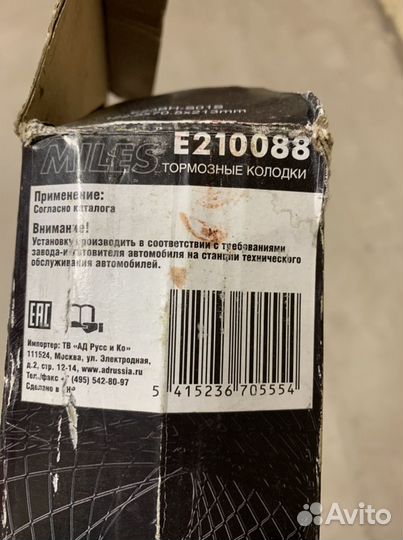 MILES E210088
ТОРМОЗНЫЕ КОЛОДКИ
Применение:
Согласно каталога
Внимание!
Установку производить в соответствии с требованиями
завода-изготовителя автомобиля на станции технического
обслуживания автомобилей.
EAC
Импортер: ТВ «АД Русс и Ко»
111524, Москва, ул. Электродная,
д.2, стр. 12-14, www.adrussia.ru
Тел./факс (495) 542-80-97
Сделано в
5 415236 705554
Avito